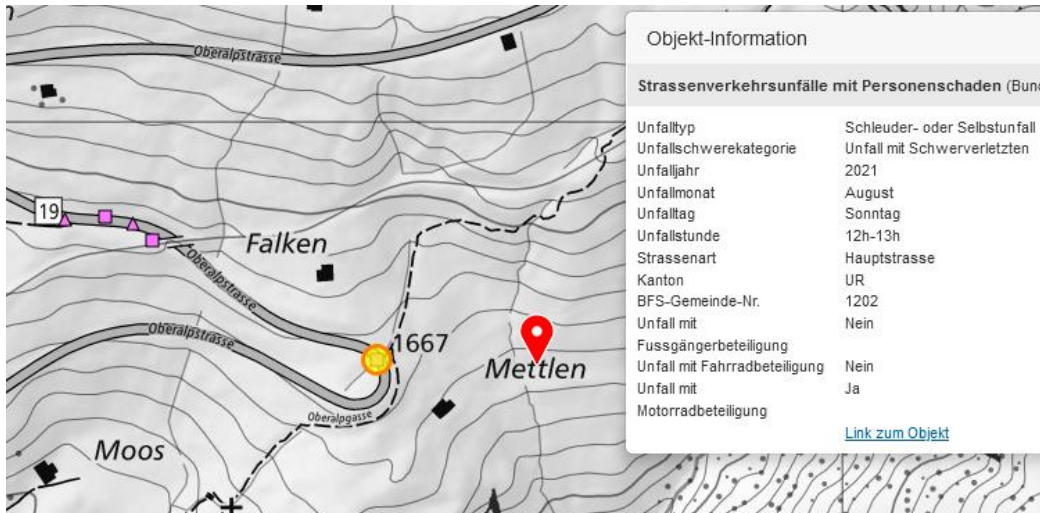 Oberalpstrasse
19
Falken
Oberalpstrasse
Oberalpstrasse
1667
Mettlen
Oberalpgasse
Moos
Objekt-Information
Strassenverkehrsunfälle mit Personenschaden (Bund
Unfalltyp Schleuder- oder Selbstunfall
Unfallschwerekategorie Unfall mit Schwerverletzten
Unfalljahr 2021
Unfallmonat August
Unfalltag Sonntag
Unfallstunde 12h-13h
Strassenart Hauptstrasse
Kanton UR
BFS-Gemeinde-Nr. 1202
Unfall mit Nein
Fussgängerbeteiligung
Unfall mit Fahrradbeteiligung Nein
Unfall mit Ja
Motorradbeteiligung
Link zum Objekt